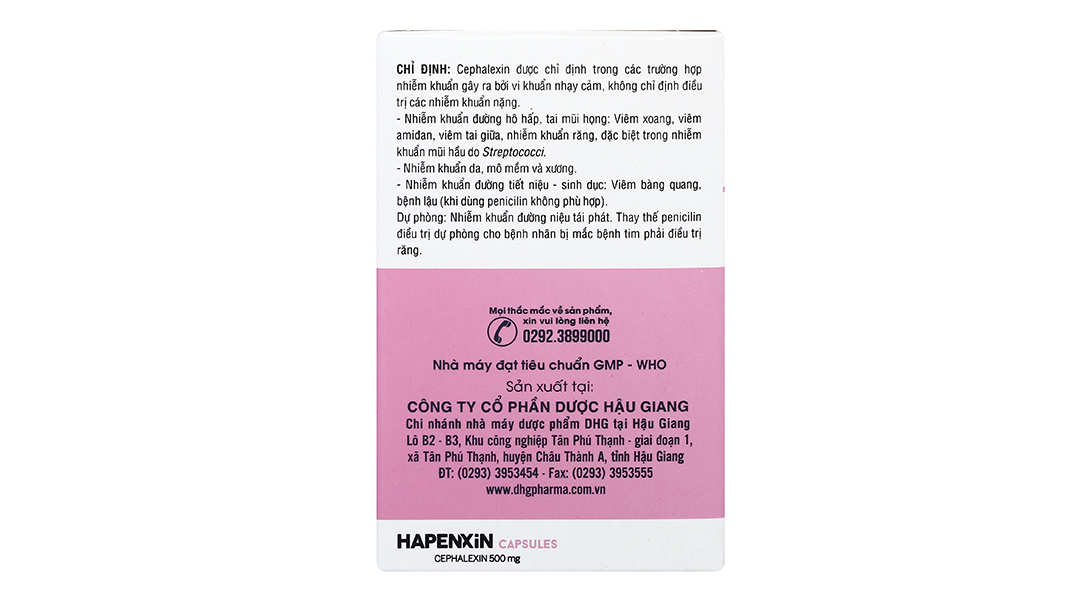 CHỈ ĐỊNH: Cephalexin được chỉ định trong các trường hợp
nhiễm khuẩn gây ra bởi vi khuẩn nhạy cảm, không chỉ định điều
trị các nhiễm khuẩn nặng.
- Nhiễm khuẩn đường hô hấp, tai mũi họng: Viêm xoang, viêm
amiđan, viêm tai giữa, nhiễm khuẩn răng, đặc biệt trong nhiễm
khuẩn mũi hầu do Streptococci.
- Nhiễm khuẩn da, mô mềm và xương.
- Nhiễm khuẩn đường tiết niệu - sinh dục: Viêm bàng quang,
bệnh lậu (khi dùng penicilin không phù hợp).
Dự phòng: Nhiễm khuẩn đường niệu tái phát. Thay thế penicilin
điều trị dự phòng cho bệnh nhân bị mắc bệnh tim phải điều trị
răng.
Mọi thắc mắc về sản phẩm,
xin vui lòng liên hệ
0292.3899000
Nhà máy đạt tiêu chuẩn GMP - WHO
Sản xuất tại:
CÔNG TY CỔ PHẦN DƯỢC HẬU GIANG
Chi nhánh nhà máy dược phẩm DHG tại Hậu Giang
Lô B2 - B3, Khu công nghiệp Tân Phú Thạnh - giai đoạn 1,
xã Tân Phú Thạnh, huyện Châu Thành A, tỉnh Hậu Giang
ĐT: (0293) 3953454 - Fax: (0293) 3953555
www.dhgpharma.com.vn
HAPENXIN CAPSULES
CEPHALEXIN 500 mg